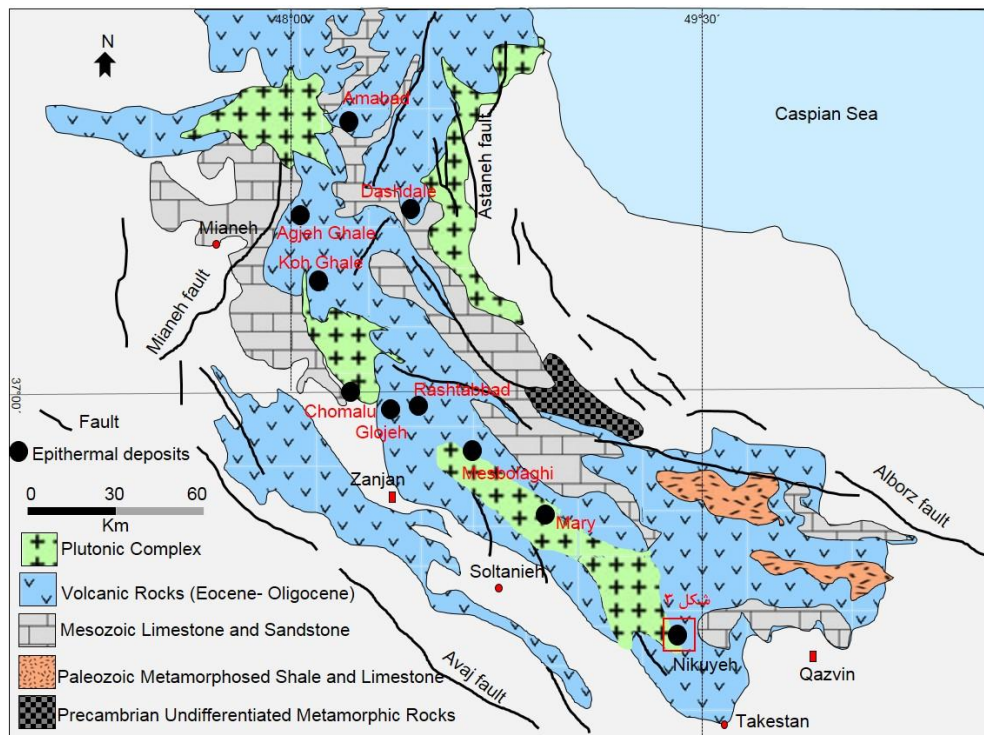 48°00′
49°30′
N
Amabad
Caspian Sea
Astaneh fault
Dashdale
Mianeh
Agjeh Ghale
Koh Ghale
Mianeh fault
37°00′
Rashtabbad
Chomalu
Glojeh
Fault
Epithermal deposits
Mesbolaghi
Zanjan
0 30 60
Km
Mary
Alborz fault
Plutonic Complex
Soltanieh
Volcanic Rocks (Eocene- Oligocene)
شکل ۳
Mesozoic Limestone and Sandstone
Nikuyeh
Qazvin
Avaj fault
Paleozoic Metamorphosed Shale and Limestone
Precambrian Undifferentiated Metamorphic Rocks
Takestan